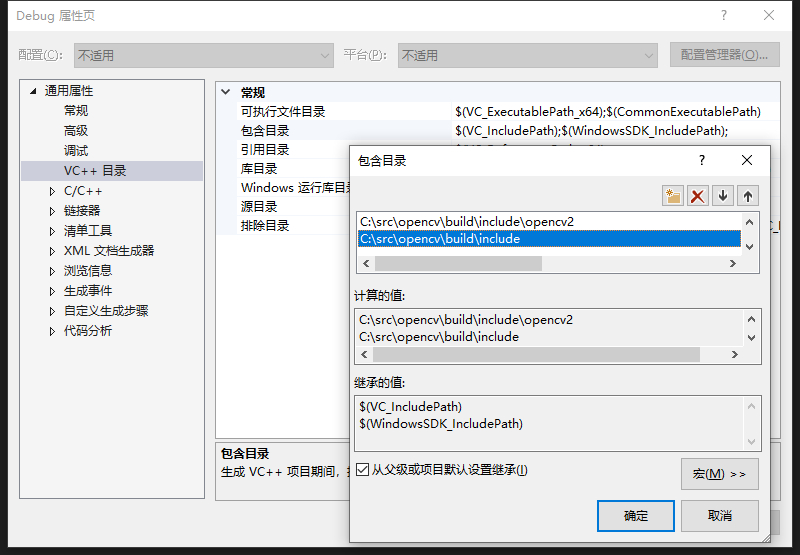 Debug 属性页
配置(C): 不适用 平台(P): 不适用 配置管理器(O)...
通用属性
常规
高级
调试
VC++ 目录
C/C++
链接器
清单工具
XML 文档生成器
浏览信息
生成事件
自定义生成步骤
代码分析
常规
可执行文件目录 $(VC_ExecutablePath_x64);$(CommonExecutablePath)
包含目录 $(VC_IncludePath);$(WindowsSDK_IncludePath);
引用目录
库目录
Windows 运行库目录
源目录
排除目录
包含目录
生成 VC++ 项目期间，
包含目录
C:\src\opencv\build\include\opencv2
C:\src\opencv\build\include
计算的值:
C:\src\opencv\build\include\opencv2
C:\src\opencv\build\include
继承的值:
$(VC_IncludePath)
$(WindowsSDK_IncludePath)
从父级或项目默认设置继承(I)
宏(M) >>
确定 取消